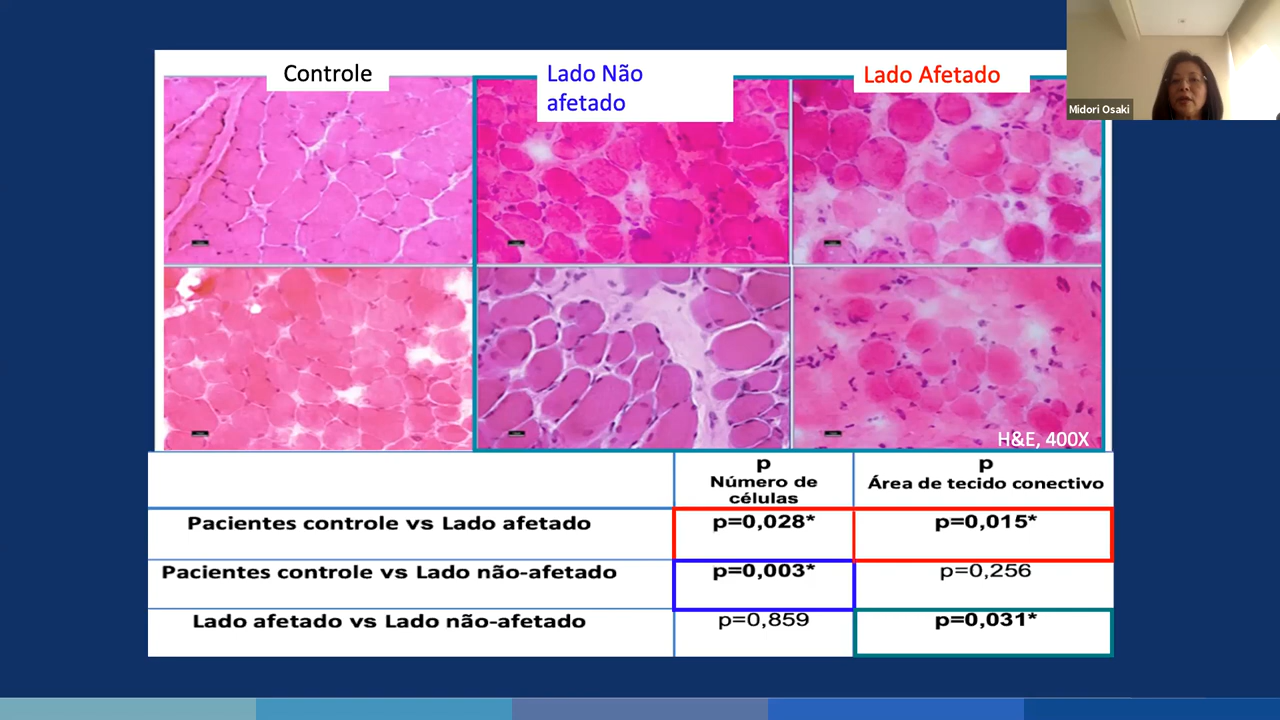 Controle
Lado Não
afetado
Lado Afetado
Midori Osaki
H&E, 400X
p
Número de
células
p
Área de tecido conectivo
Pacientes controle vs Lado afetado
p=0,028*
p=0,015*
Pacientes controle vs Lado não-afetado
p=0,003*
p=0,256
Lado afetado vs Lado não-afetado
p=0,859
p=0,031*